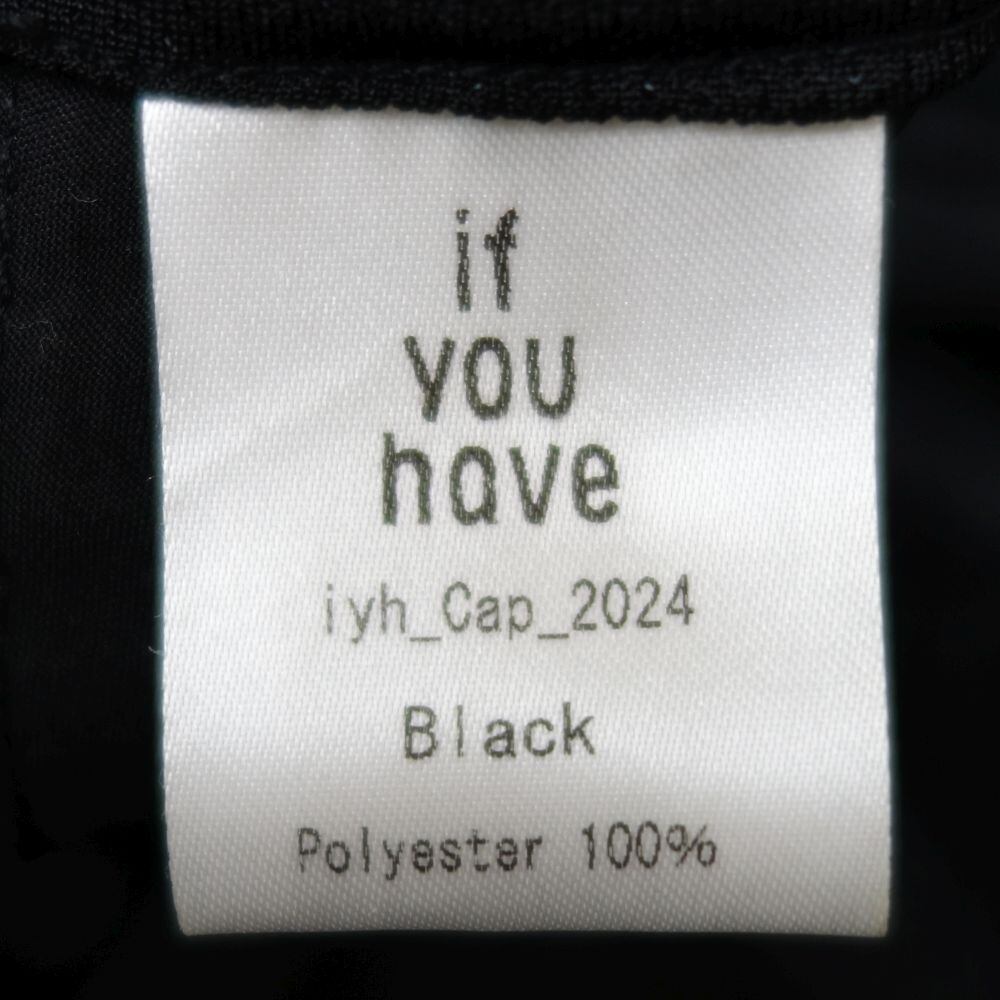 if
you
have
iyh_Cap_2024
Black
Polyester 100%